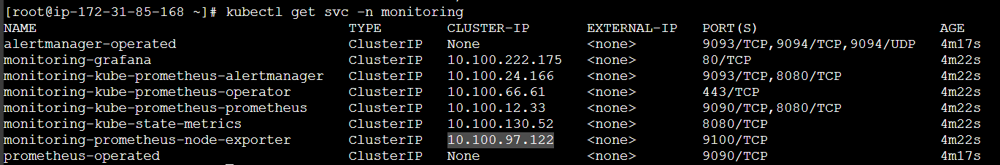 [root@ip-172-31-85-168 ~]# kubectl get svc -n monitoring
NAME TYPE CLUSTER-IP EXTERNAL-IP PORT(S) AGE
alertmanager-operated ClusterIP None <none> 9093/TCP,9094/TCP,9094/UDP 4m17s
monitoring-grafana ClusterIP 10.100.222.175 <none> 80/TCP 4m22s
monitoring-kube-prometheus-alertmanager ClusterIP 10.100.24.166 <none> 9093/TCP,8080/TCP 4m22s
monitoring-kube-prometheus-operator ClusterIP 10.100.66.61 <none> 443/TCP 4m22s
monitoring-kube-prometheus-prometheus ClusterIP 10.100.12.33 <none> 9090/TCP,8080/TCP 4m22s
monitoring-kube-state-metrics ClusterIP 10.100.130.52 <none> 8080/TCP 4m22s
monitoring-prometheus-node-exporter ClusterIP 10.100.97.122 <none> 9100/TCP 4m22s
prometheus-operated ClusterIP None <none> 9090/TCP 4m17s